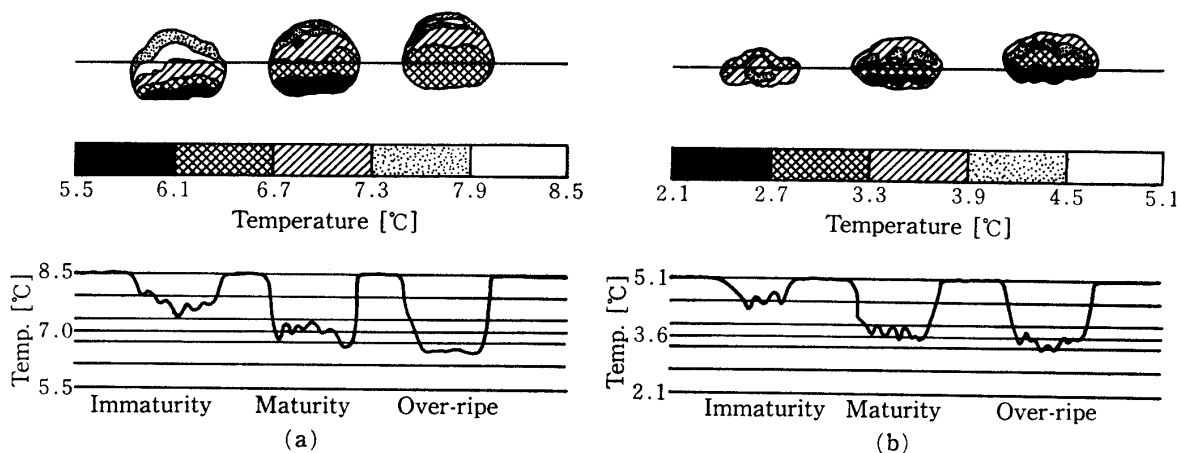 5.5 6.1 6.7 7.3 7.9 8.5
Temperature [℃]
Temp. [℃]
8.5
7.0
5.5
Immaturity Maturity Over-ripe
(a)
2.1 2.7 3.3 3.9 4.5 5.1
Temperature [℃]
Temp. [℃]
5.1
3.6
2.1
Immaturity Maturity Over-ripe
(b)